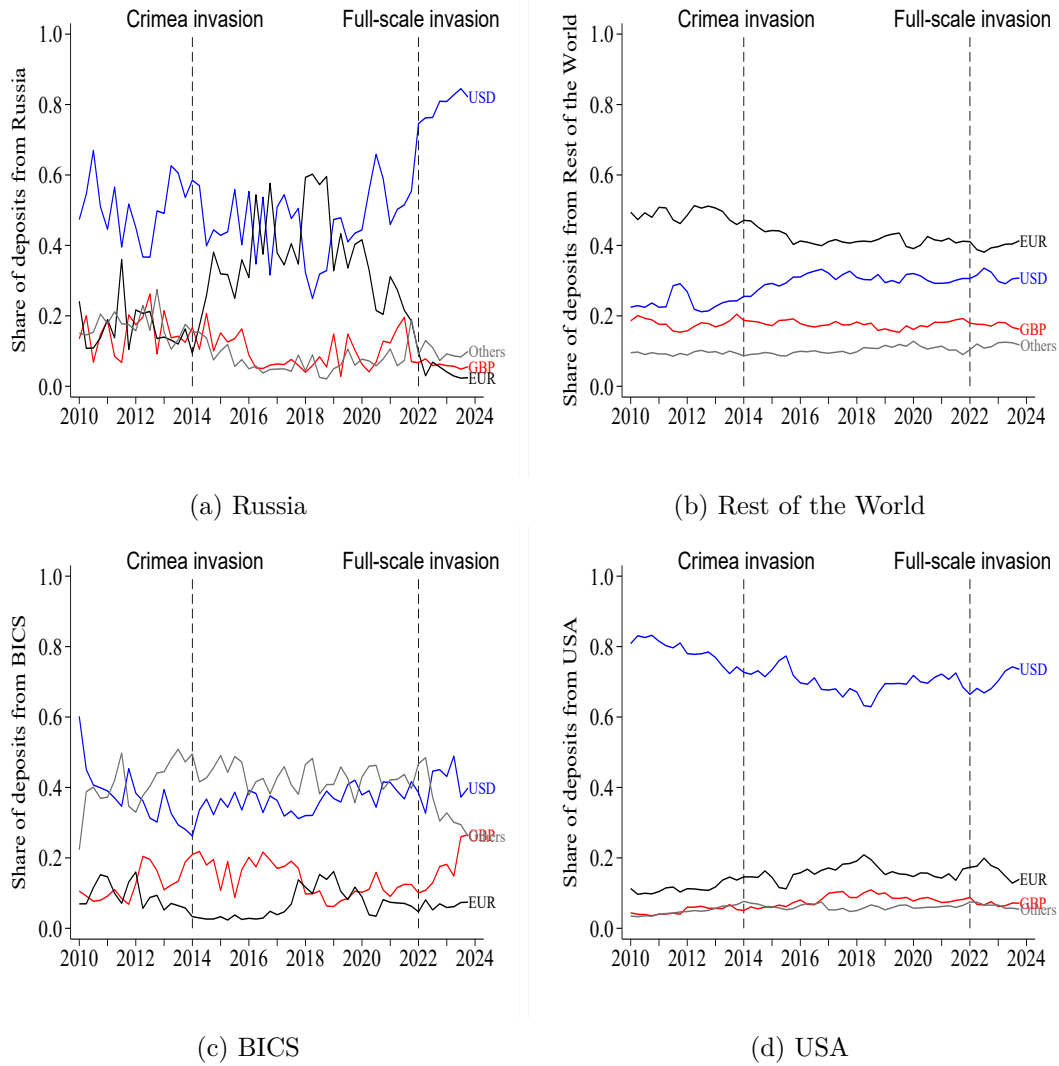 Crimea invasion Full-scale invasion
Share of deposits from Russia
1.0
0.8
0.6
0.4
0.2
0.0
USD
Others
GBP
EUR
2010 2012 2014 2016 2018 2020 2022 2024
(a) Russia
Crimea invasion Full-scale invasion
Share of deposits from Rest of the World
1.0
0.8
0.6
0.4
0.2
0.0
EUR
USD
GBP
Others
2010 2012 2014 2016 2018 2020 2022 2024
(b) Rest of the World
Crimea invasion Full-scale invasion
Share of deposits from BICS
1.0
0.8
0.6
0.4
0.2
0.0
USD
GBP
Others
EUR
2010 2012 2014 2016 2018 2020 2022 2024
(c) BICS
Crimea invasion Full-scale invasion
Share of deposits from USA
1.0
0.8
0.6
0.4
0.2
0.0
USD
EUR
GBP
Others
2010 2012 2014 2016 2018 2020 2022 2024
(d) USA